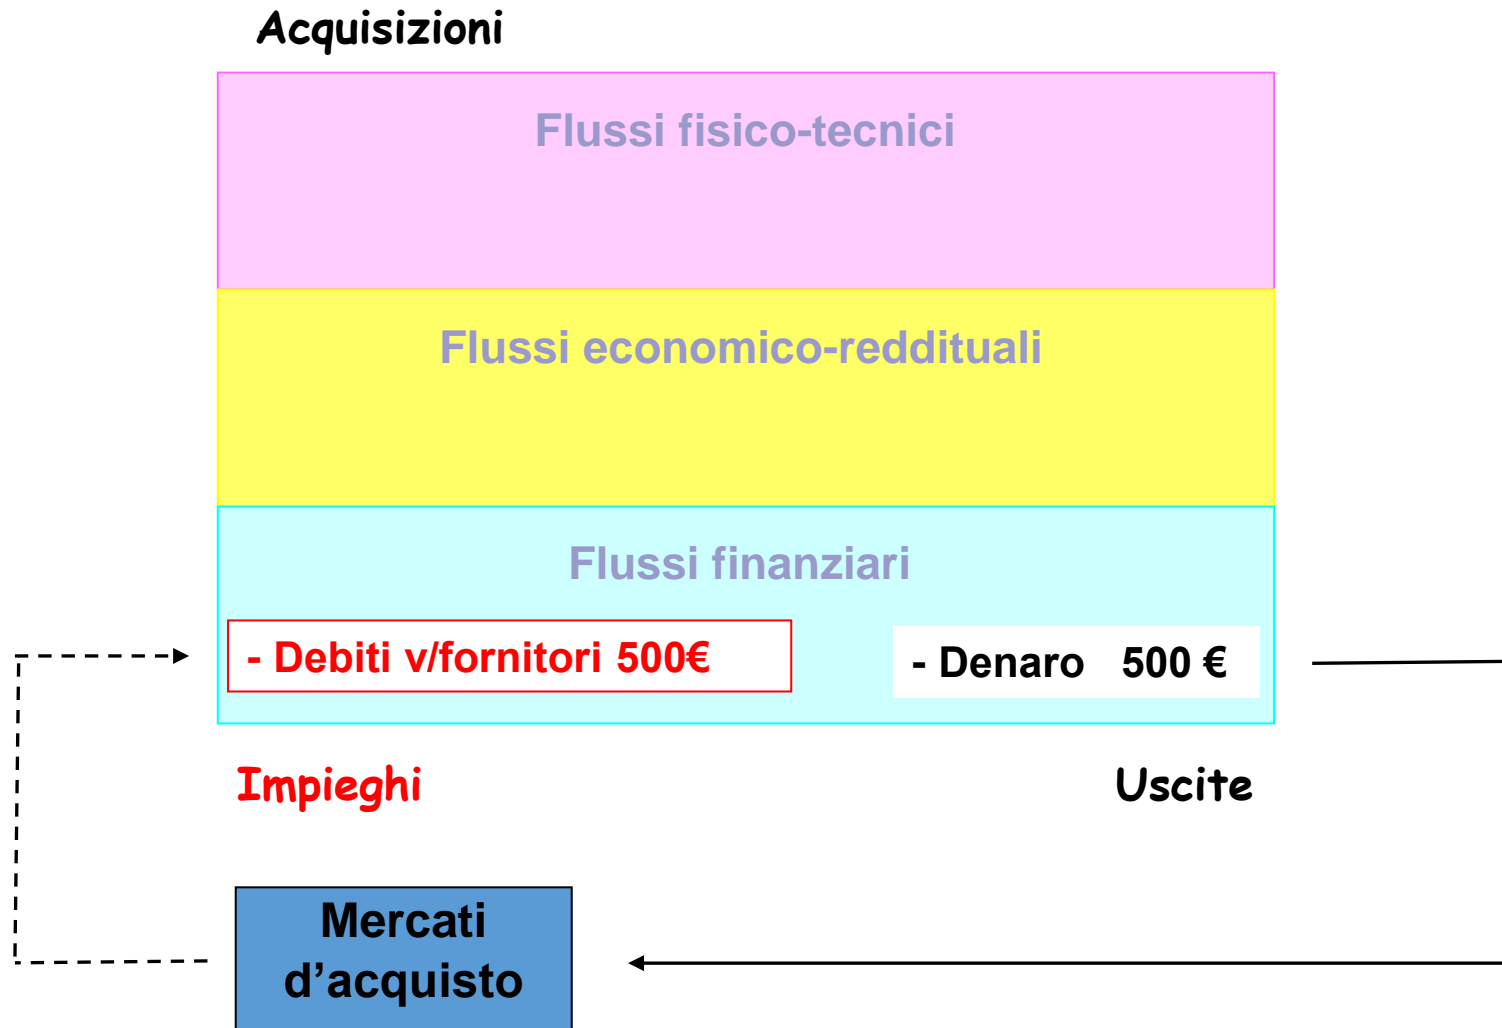 Acquisizioni
Flussi fisico-tecnici
Flussi economico-reddituali
Flussi finanziari
- Debiti v/fornitori 500€
- Denaro 500 €
Impieghi
Uscite
Mercati
d’acquisto